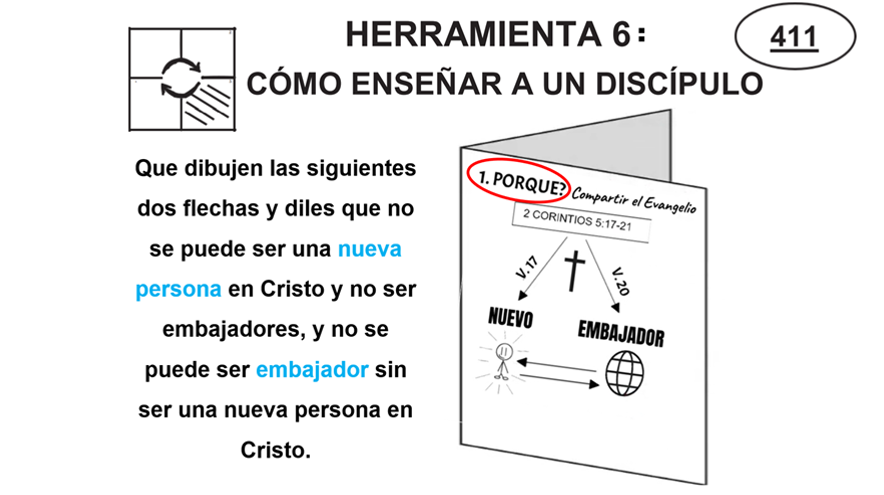 HERRAMIENTA 6:
411
CÓMO ENSEÑAR A UN DISCÍPULO
Que dibujen las siguientes
dos flechas y diles que no
se puede ser una nueva
persona en Cristo y no ser
embajadores, y no se
puede ser embajador sin
ser una nueva persona en
Cristo.
1. PORQUE? Compartir el Evangelio
2 CORINTIOS 5:17-21
V.17
V.20
NUEVO
EMBAJADOR